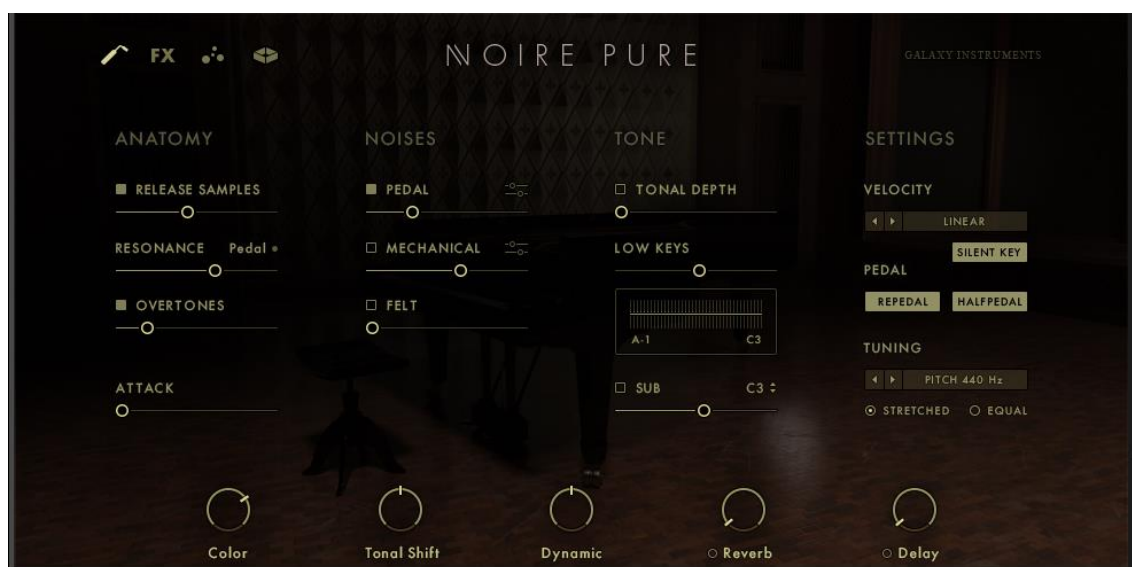 FX
NOIRE PURE
GALAXY INSTRUMENTS
ANATOMY
RELEASE SAMPLES
RESONANCE Pedal
OVERTONES
ATTACK
NOISES
PEDAL
MECHANICAL
FELT
TONE
TONAL DEPTH
LOW KEYS
A-1 C3
SUB C3
SETTINGS
VELOCITY
LINEAR
SILENT KEY
PEDAL
REPEDAL HALFPEDAL
TUNING
PITCH 440 Hz
STRETCHED EQUAL
Color Tonal Shift Dynamic Reverb Delay